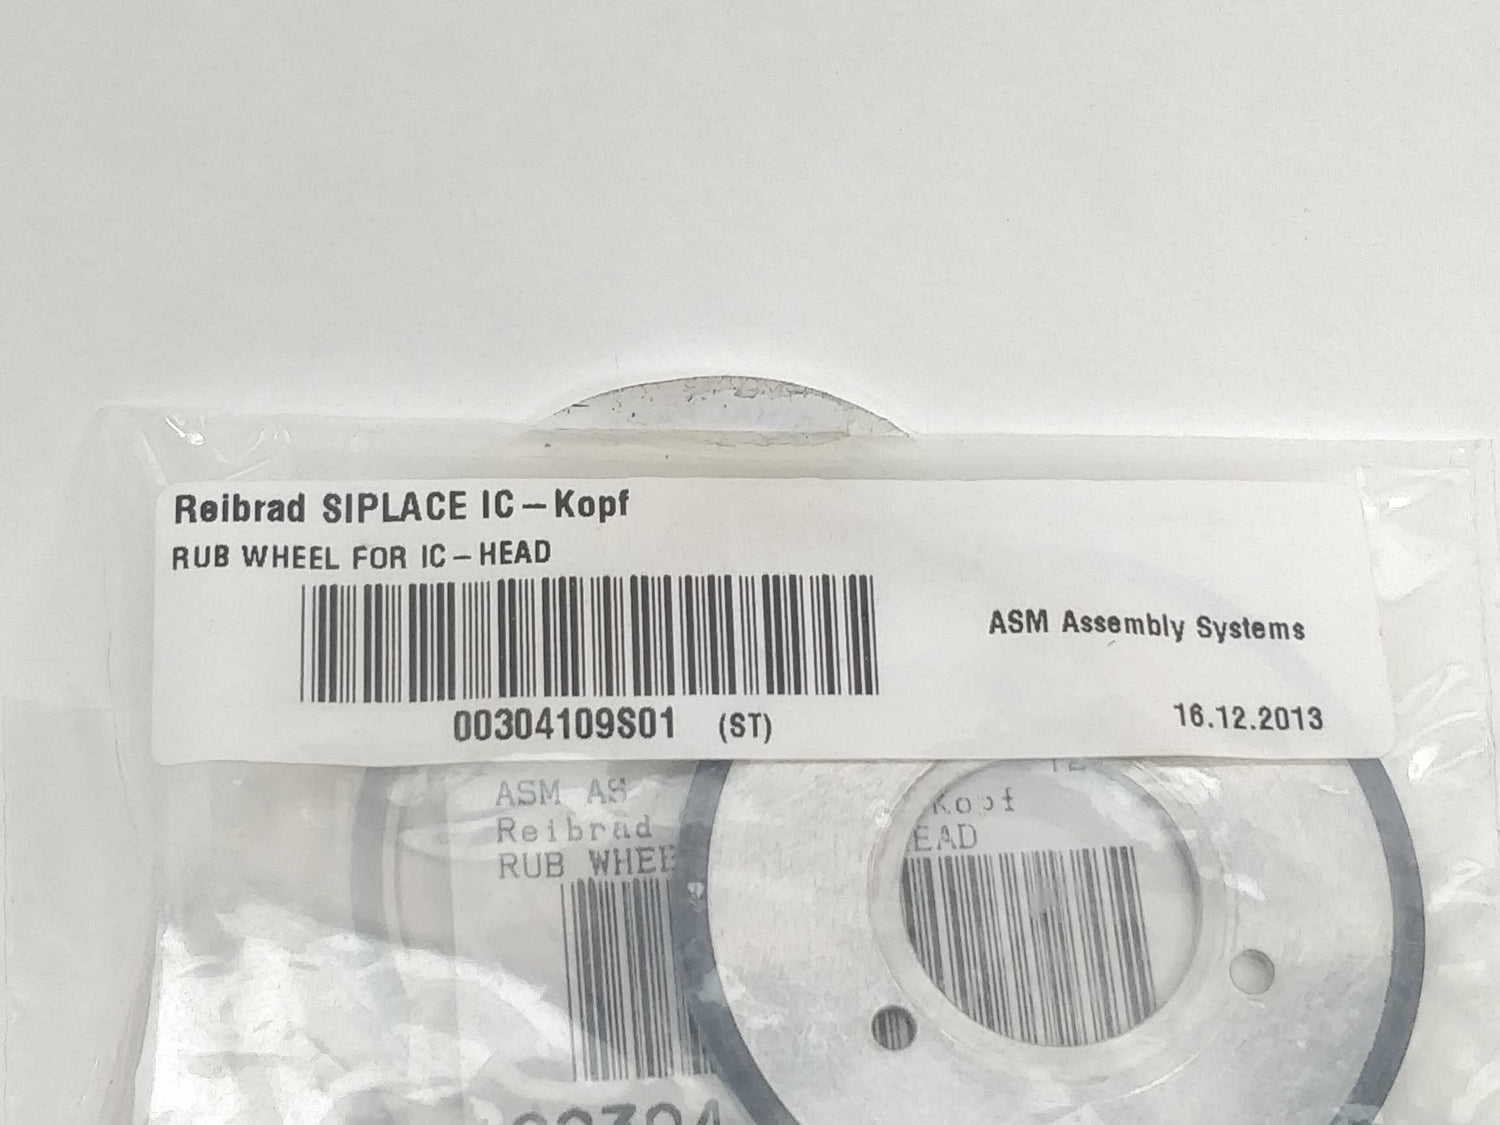 Reibrad SIPLACE IC – Kopf
RUB WHEEL FOR IC – HEAD
ASM Assembly Systems
00304109S01 (ST)
16.12.2013
ASM AS
Kopf
Reibrad
EAD
RUB WHEE
00304